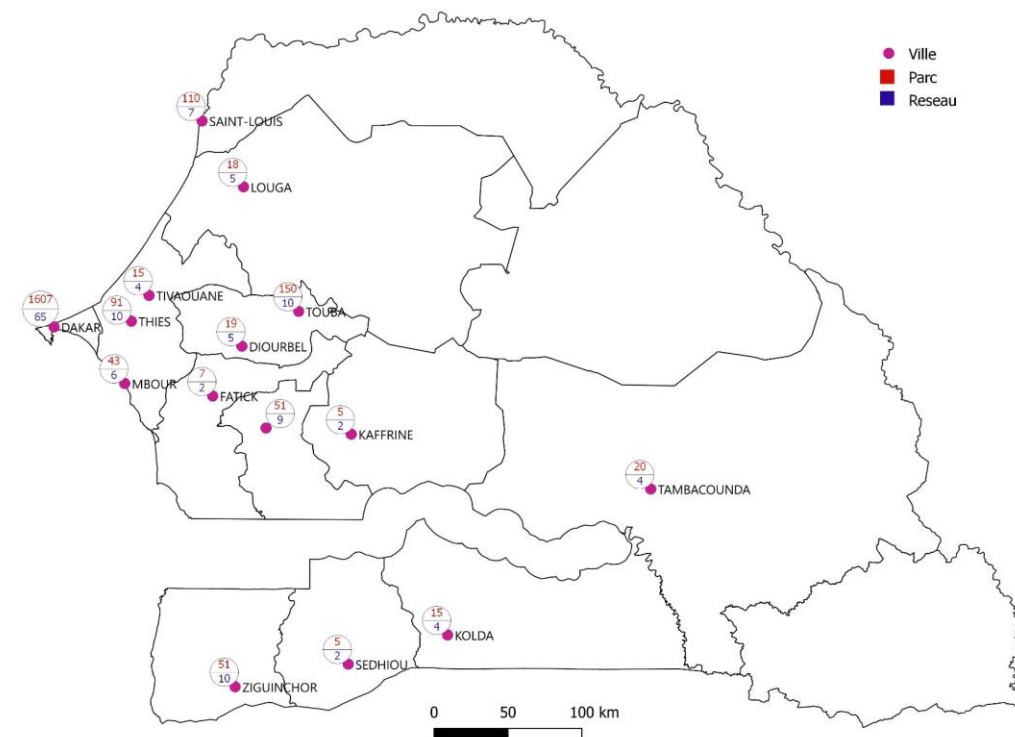 Ville
Parc
Reseau
110
7
SAINT-LOUIS
18
5
LOUGA
15
4
TIVAOUANE
150
10
TOUBA
1607
65
DAKAR
91
10
THIES
19
5
DIOURBEL
43
6
MBOUR
7
2
FATICK
51
9
5
2
KAFFRINE
20
4
TAMBACOUNDA
15
4
KOLDA
5
2
SEDHIOU
51
10
ZIGUINCHOR
0 50 100 km